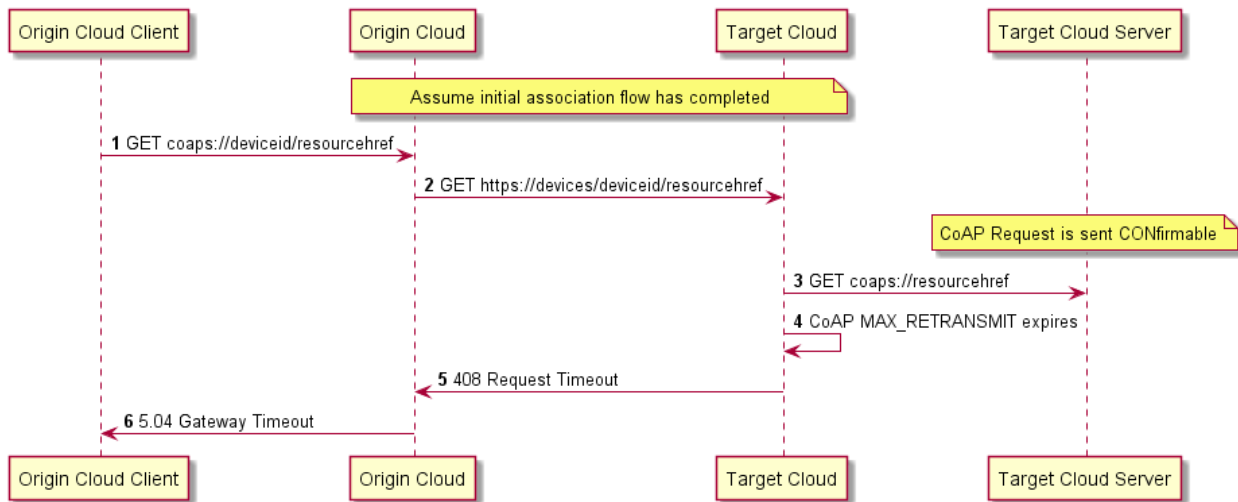 Origin Cloud Client
Origin Cloud
Target Cloud
Target Cloud Server
Assume initial association flow has completed
1 GET coaps://deviceid/resourcehref
2 GET https://devices/deviceid/resourcehref
CoAP Request is sent CONfirmable
3 GET coaps://resourcehref
4 CoAP MAX_RETRANSMIT expires
5 408 Request Timeout
6 5.04 Gateway Timeout
Origin Cloud Client
Origin Cloud
Target Cloud
Target Cloud Server